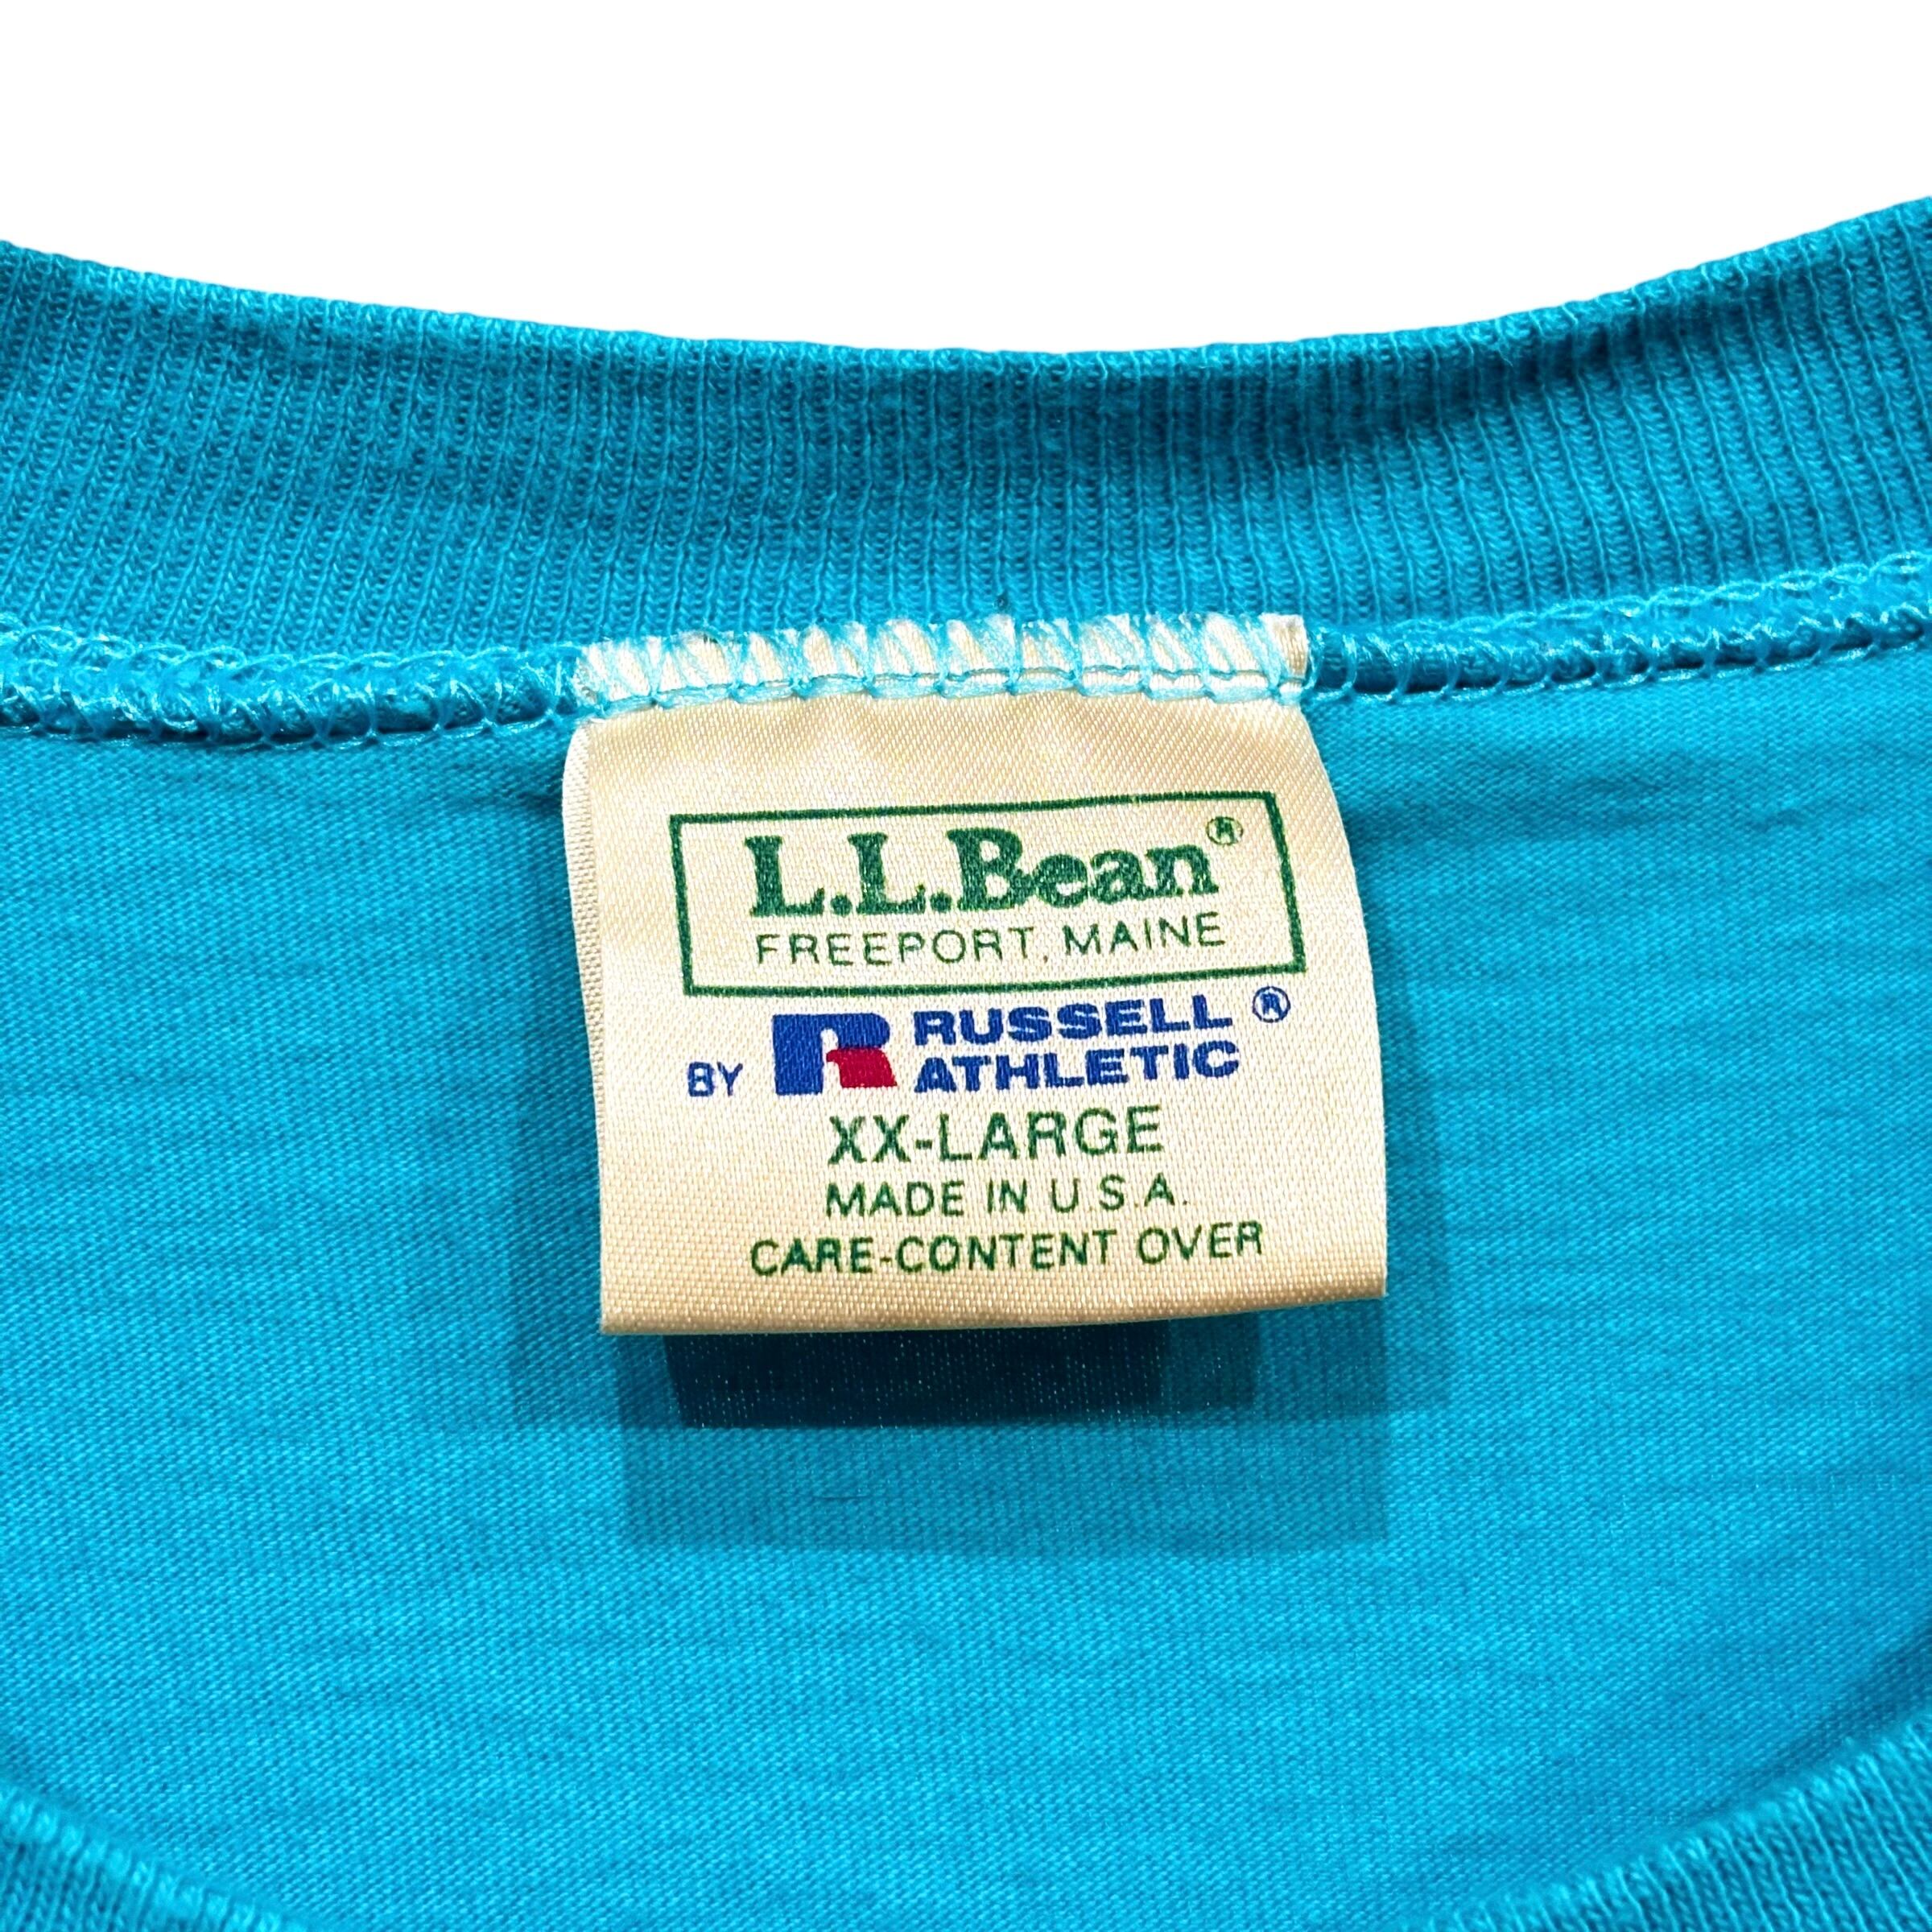 L.L.Bean®
FREEPORT, MAINE
BY RUSSELL ATHLETIC®
XX-LARGE
MADE IN U.S.A.
CARE-CONTENT OVER